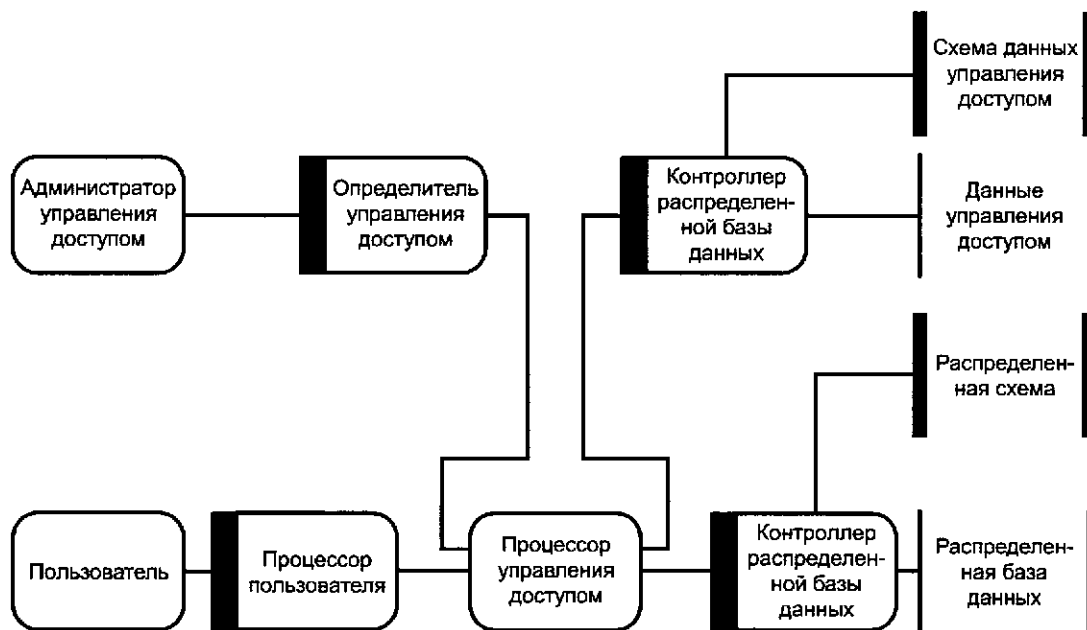 Схема данных
управления
доступом
Администратор
управления
доступом
Определитель
управления
доступом
Контроллер
распределен-
ной базы
данных
Данные
управления
доступом
Распределен-
ная схема
Пользователь
Процессор
пользователя
Процессор
управления
доступом
Контроллер
распределен-
ной базы
данных
Распределен-
ная база
данных